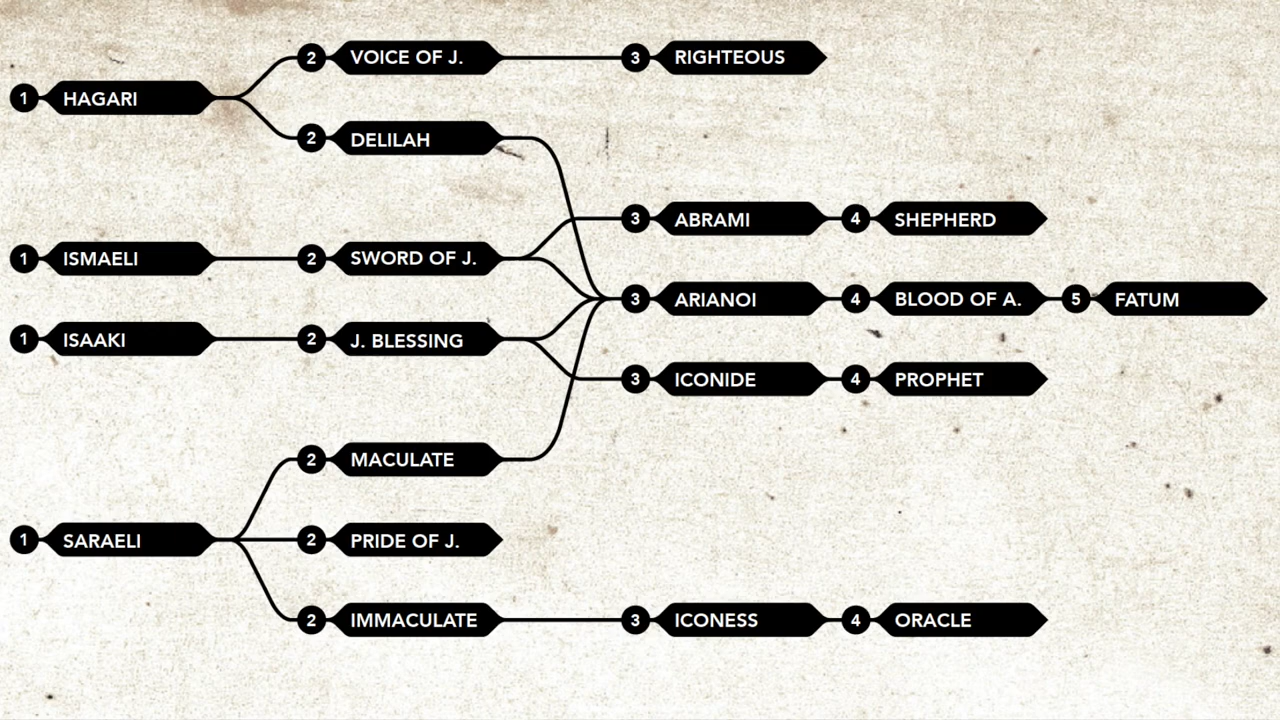 2 VOICE OF J. 3 RIGHTEOUS
1 HAGARI
2 DELILAH
3 ABRAMI 4 SHEPHERD
1 ISMAELI 2 SWORD OF J.
3 ARIANOI 4 BLOOD OF A. 5 FATUM
1 ISAAKI 2 J. BLESSING
3 ICONIDE 4 PROPHET
2 MACULATE
1 SARAELI 2 PRIDE OF J.
2 IMMACULATE 3 ICONESS 4 ORACLE